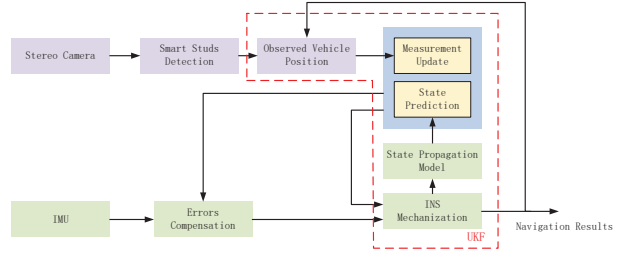 Stereo Camera
Smart Studs
Detection
Observed Vehicle
Position
Measurement
Update
State
Prediction
State Propagation
Model
IMU
Errors
Compensation
INS
Mechanization
Navigation Results
UKF